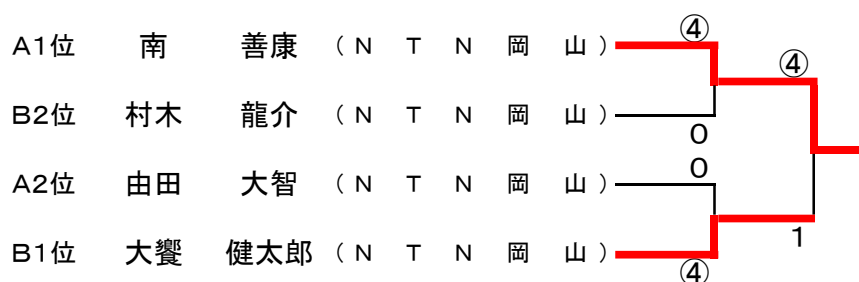 A1位 南 善康 (NTN岡山) ④
④
B2位 村木 龍介 (NTN岡山) 0
A2位 由田 大智 (NTN岡山) 0
1
B1位 大饗 健太郎 (NTN岡山) ④